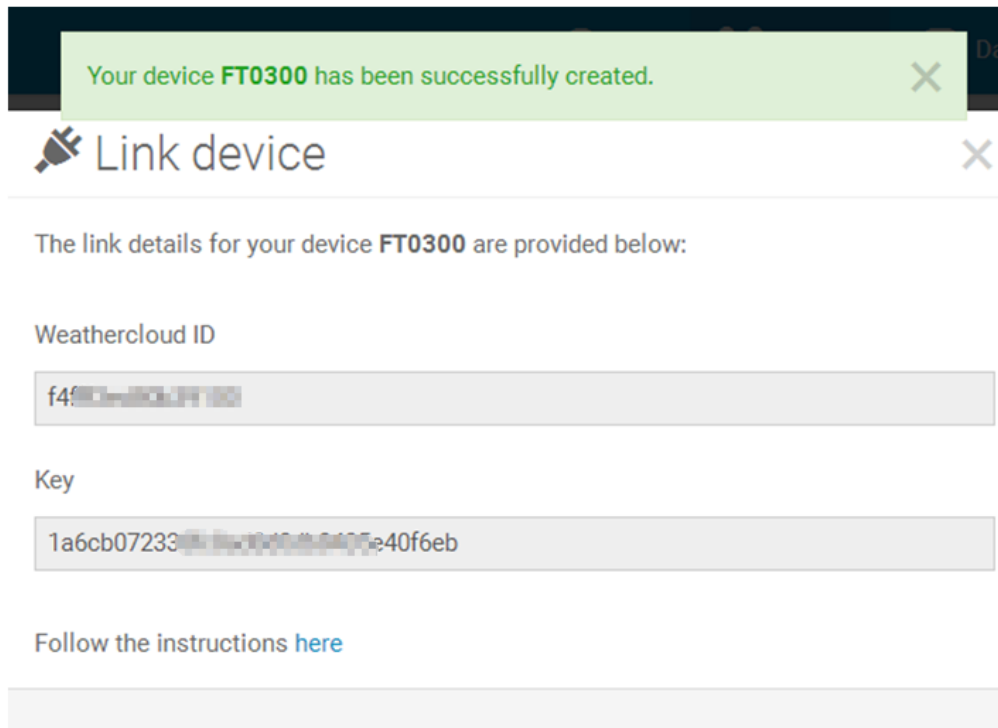 Your device FT0300 has been successfully created.
Link device
The link details for your device FT0300 are provided below:
Weathercloud ID
Key
Follow the instructions here